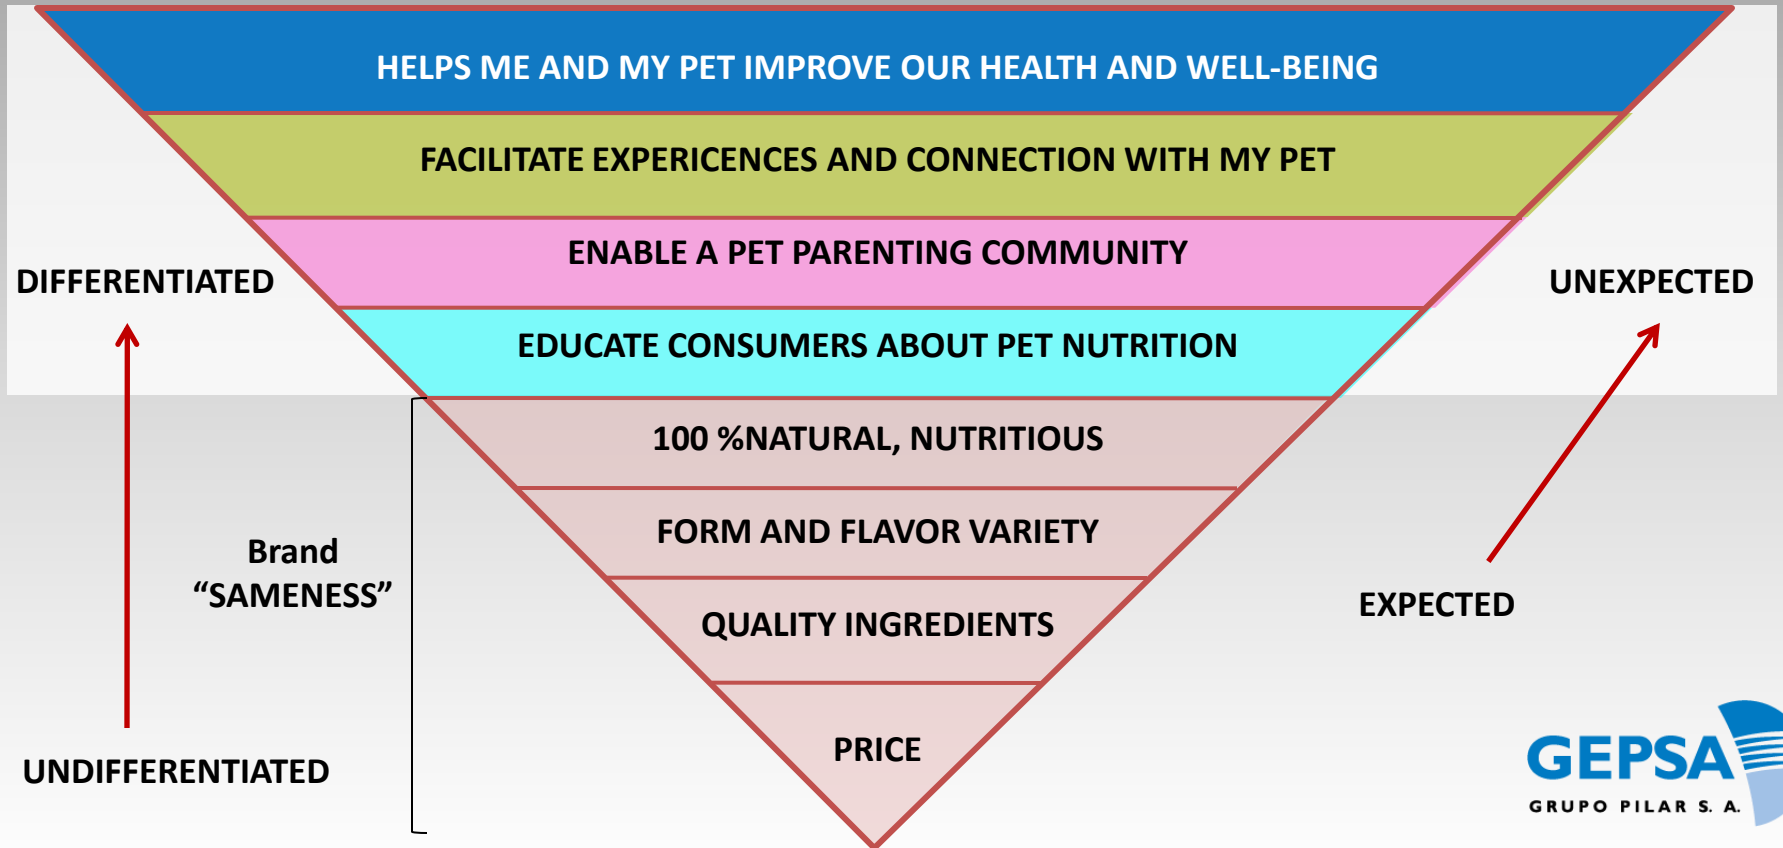 HELPS ME AND MY PET IMPROVE OUR HEALTH AND WELL-BEING
FACILITATE EXPERICENCES AND CONNECTION WITH MY PET
ENABLE A PET PARENTING COMMUNITY
DIFFERENTIATED
UNEXPECTED
EDUCATE CONSUMERS ABOUT PET NUTRITION
100 %NATURAL, NUTRITIOUS
FORM AND FLAVOR VARIETY
Brand
“SAMENESS”
EXPECTED
QUALITY INGREDIENTS
PRICE
UNDIFFERENTIATED
GEPSA
GRUPO PILAR S. A.